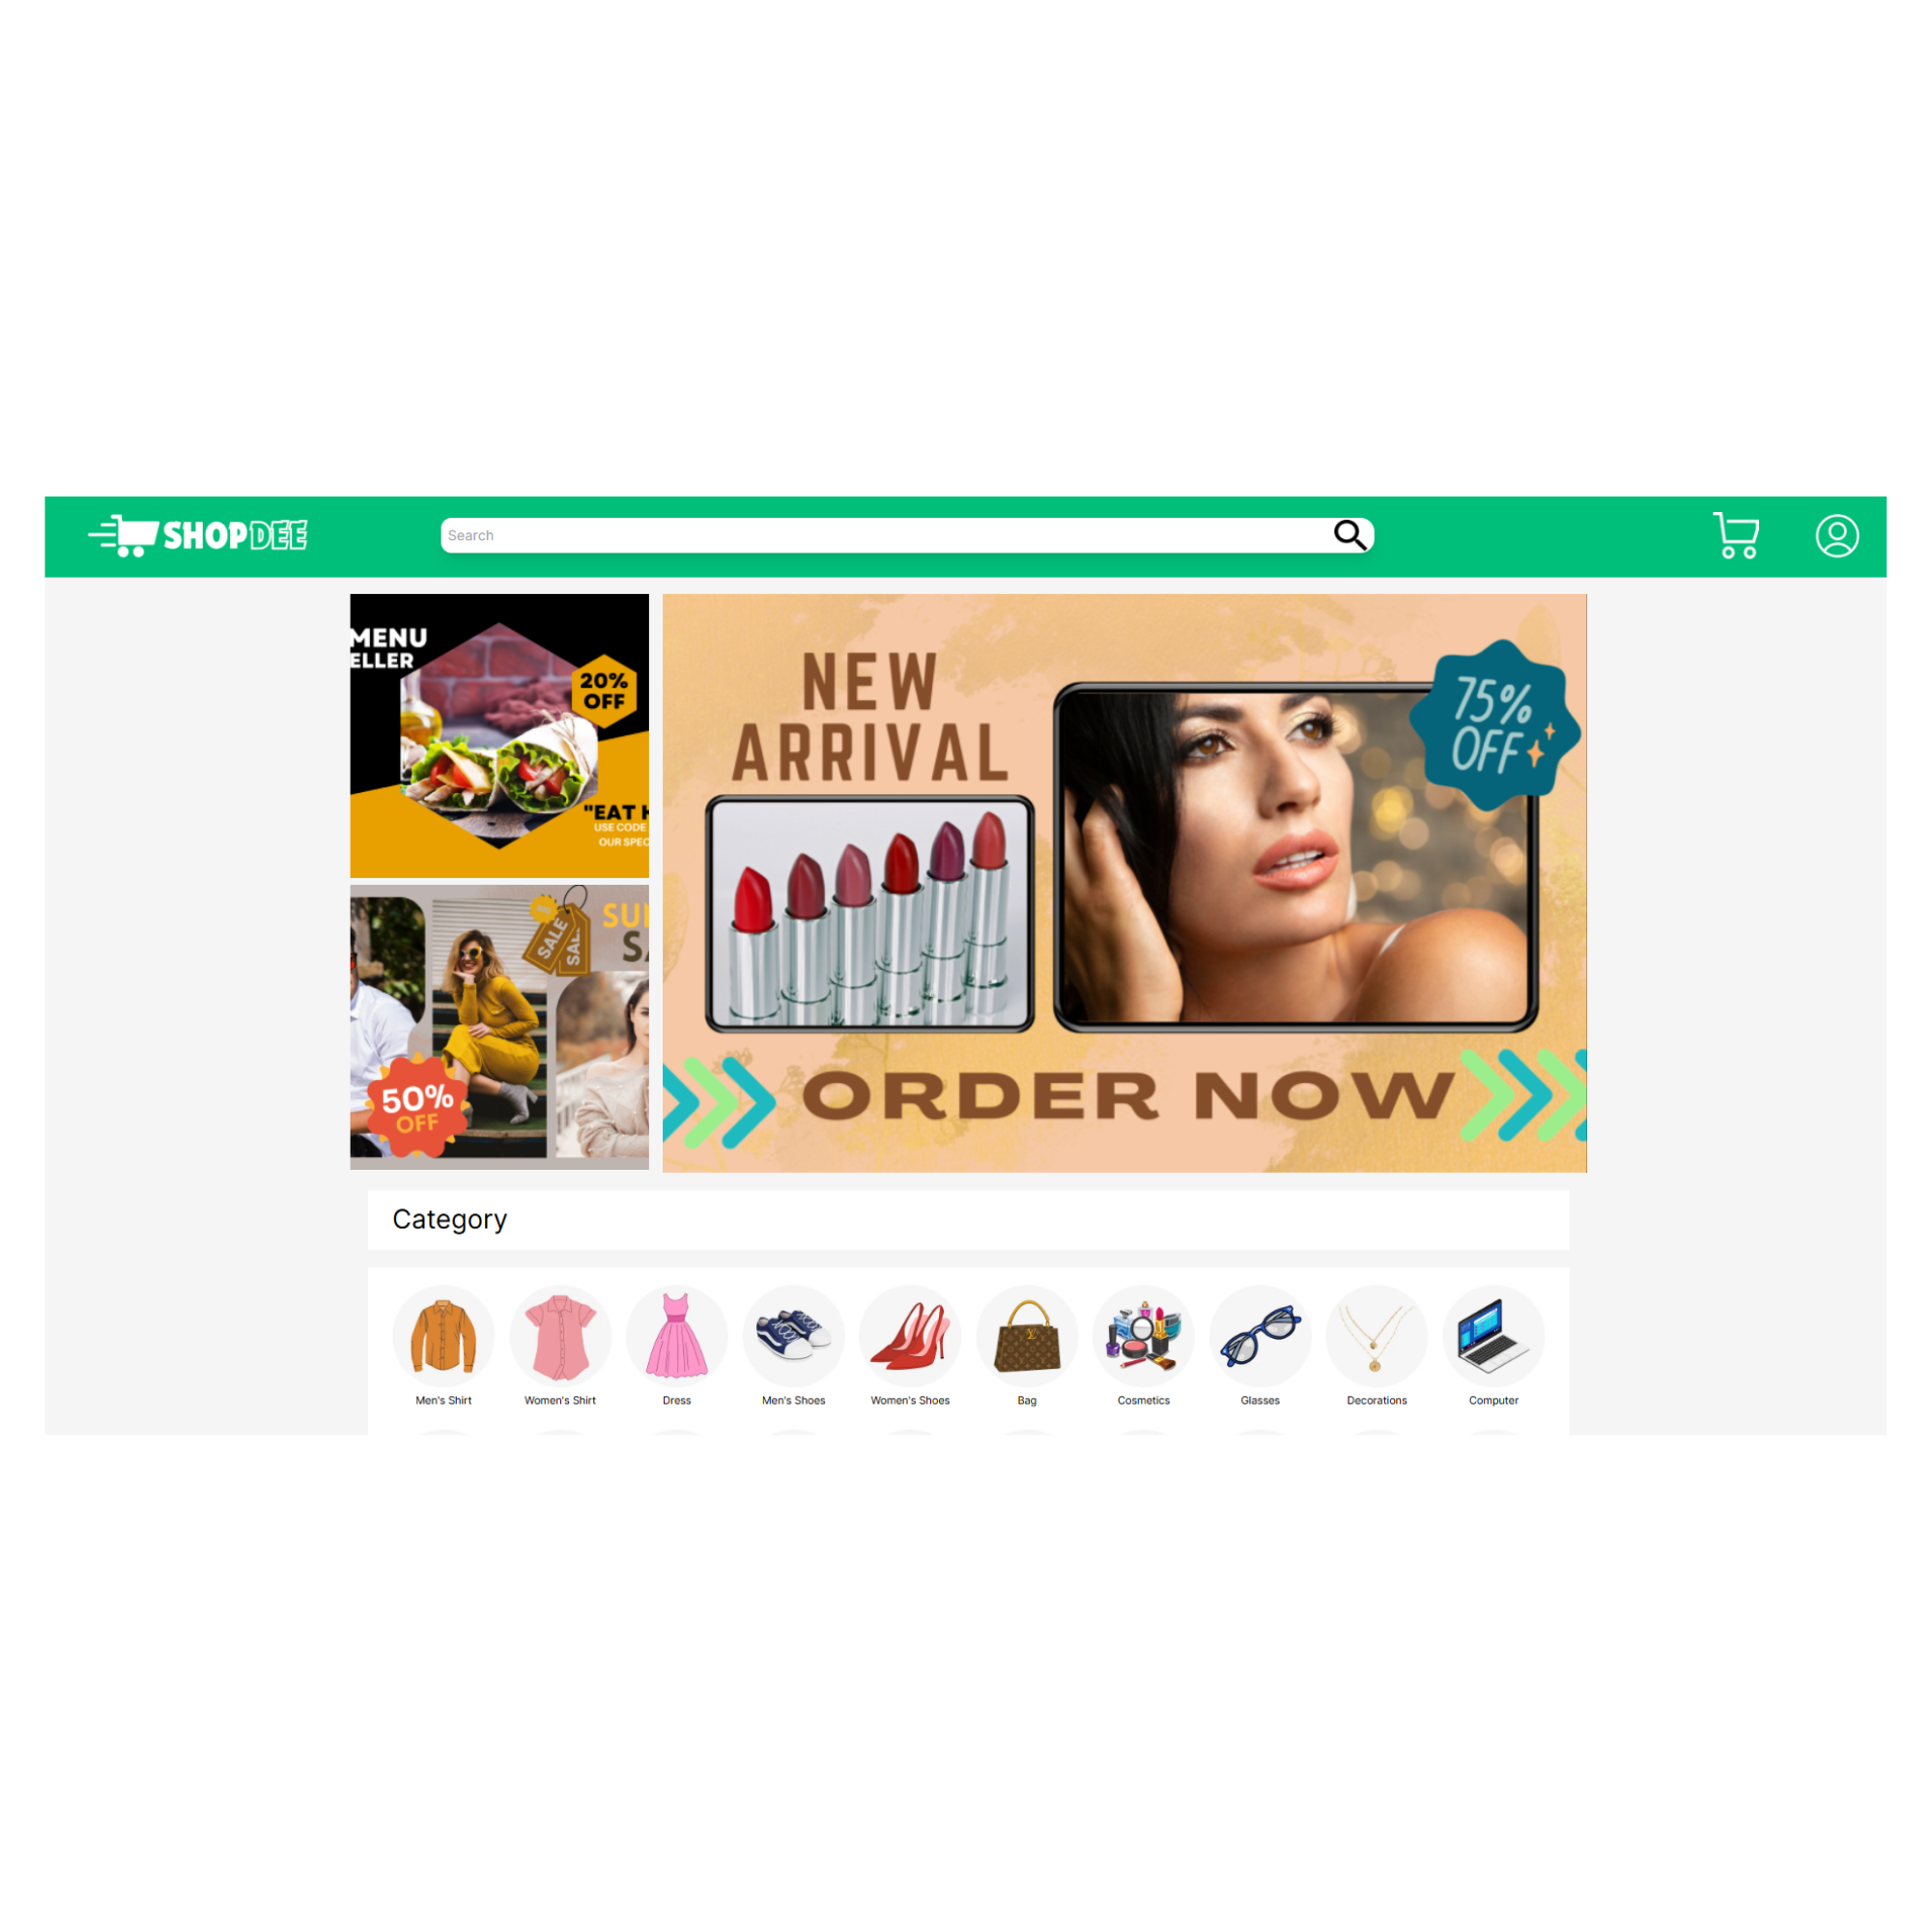 SHOPDEE
Search
MENU
ELLER
20%
OFF
"EAT H
USE CODE
OUR SPEC
SALE
SAL
SU
S
50%
OFF
NEW
ARRIVAL
75%
OFF
ORDER NOW
Category
Men's Shirt
Women's Shirt
Dress
Men's Shoes
Women's Shoes
Bag
Cosmetics
Glasses
Decorations
Computer